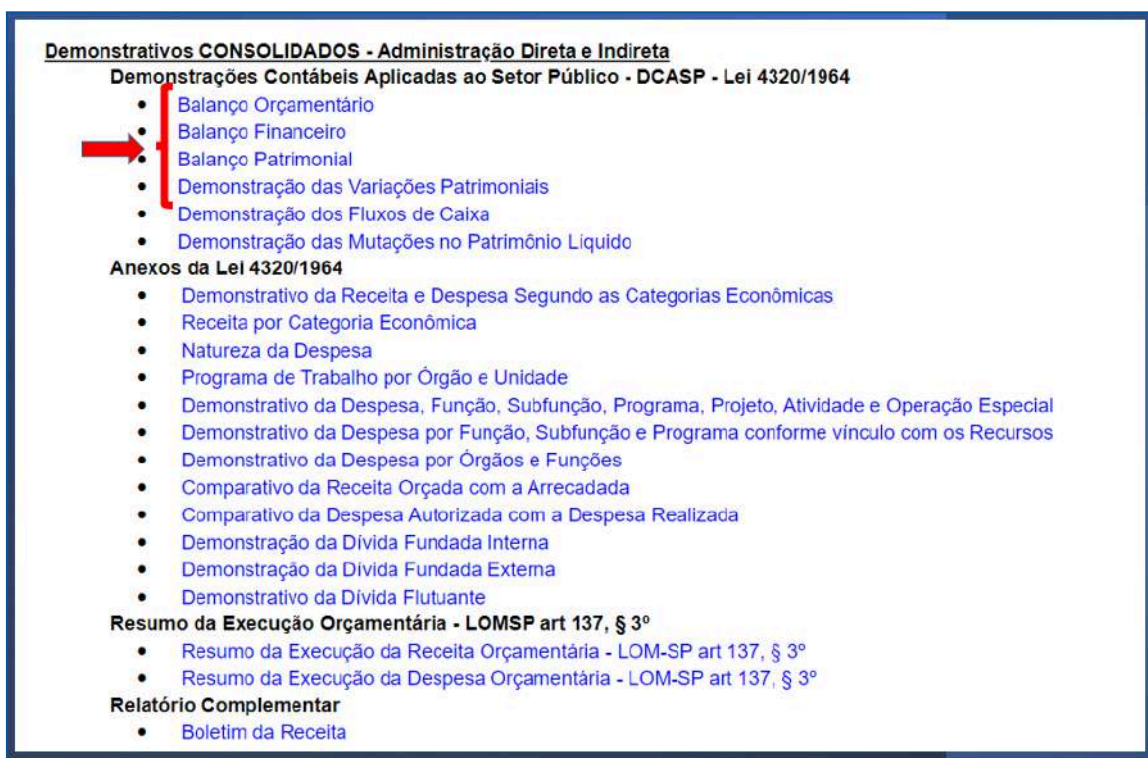 Demonstrativos CONSOLIDADOS - Administração Direta e Indireta
Demonstrações Contábeis Aplicadas ao Setor Público - DCASP - Lei 4320/1964
• Balanço Orçamentário
• Balanço Financeiro
• Balanço Patrimonial
• Demonstração das Variações Patrimoniais
• Demonstração dos Fluxos de Caixa
• Demonstração das Mutações no Patrimônio Líquido
Anexos da Lei 4320/1964
• Demonstrativo da Receita e Despesa Segundo as Categorias Econômicas
• Receita por Categoria Econômica
• Natureza da Despesa
• Programa de Trabalho por Órgão e Unidade
• Demonstrativo da Despesa, Função, Subfunção, Programa, Projeto, Atividade e Operação Especial
• Demonstrativo da Despesa por Função, Subfunção e Programa conforme vínculo com os Recursos
• Demonstrativo da Despesa por Órgãos e Funções
• Comparativo da Receita Orçada com a Arrecadada
• Comparativo da Despesa Autorizada com a Despesa Realizada
• Demonstração da Dívida Fundada Interna
• Demonstração da Dívida Fundada Externa
• Demonstrativo da Dívida Flutuante
Resumo da Execução Orçamentária - LOMSP art 137, § 3º
• Resumo da Execução da Receita Orçamentária - LOM-SP art 137, § 3º
• Resumo da Execução da Despesa Orçamentária - LOM-SP art 137, § 3º
Relatório Complementar
• Boletim da Receita